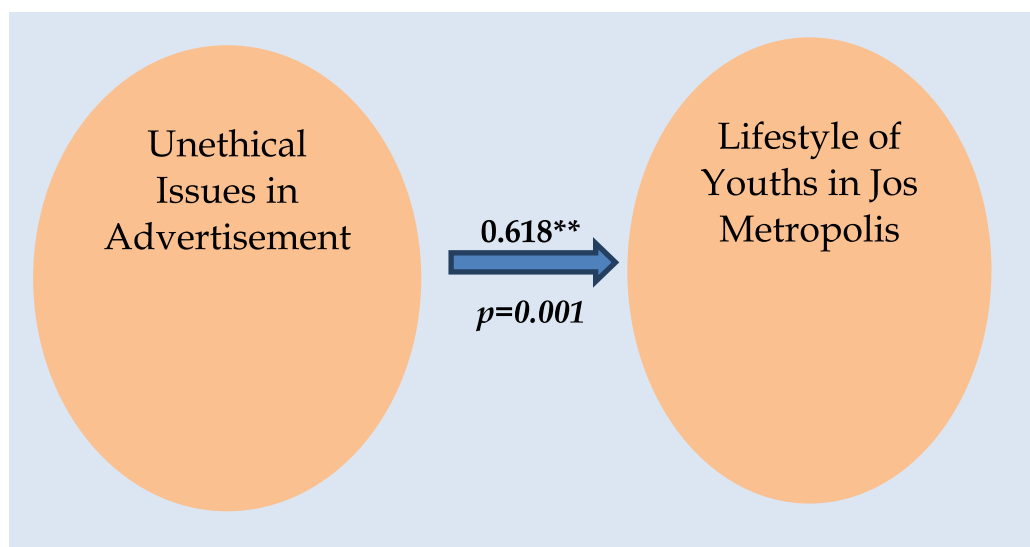 Unethical
Issues in
Advertisement
0.618**
p=0.001
Lifestyle of
Youths in Jos
Metropolis